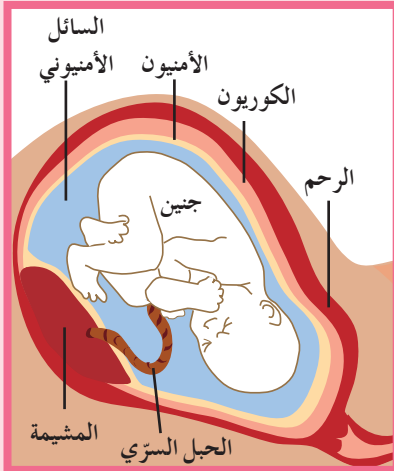 السائل
الأمنيوني
الأمنيون
الكوريون
الرحم
جنين
المشيمة
الحبل السرّي